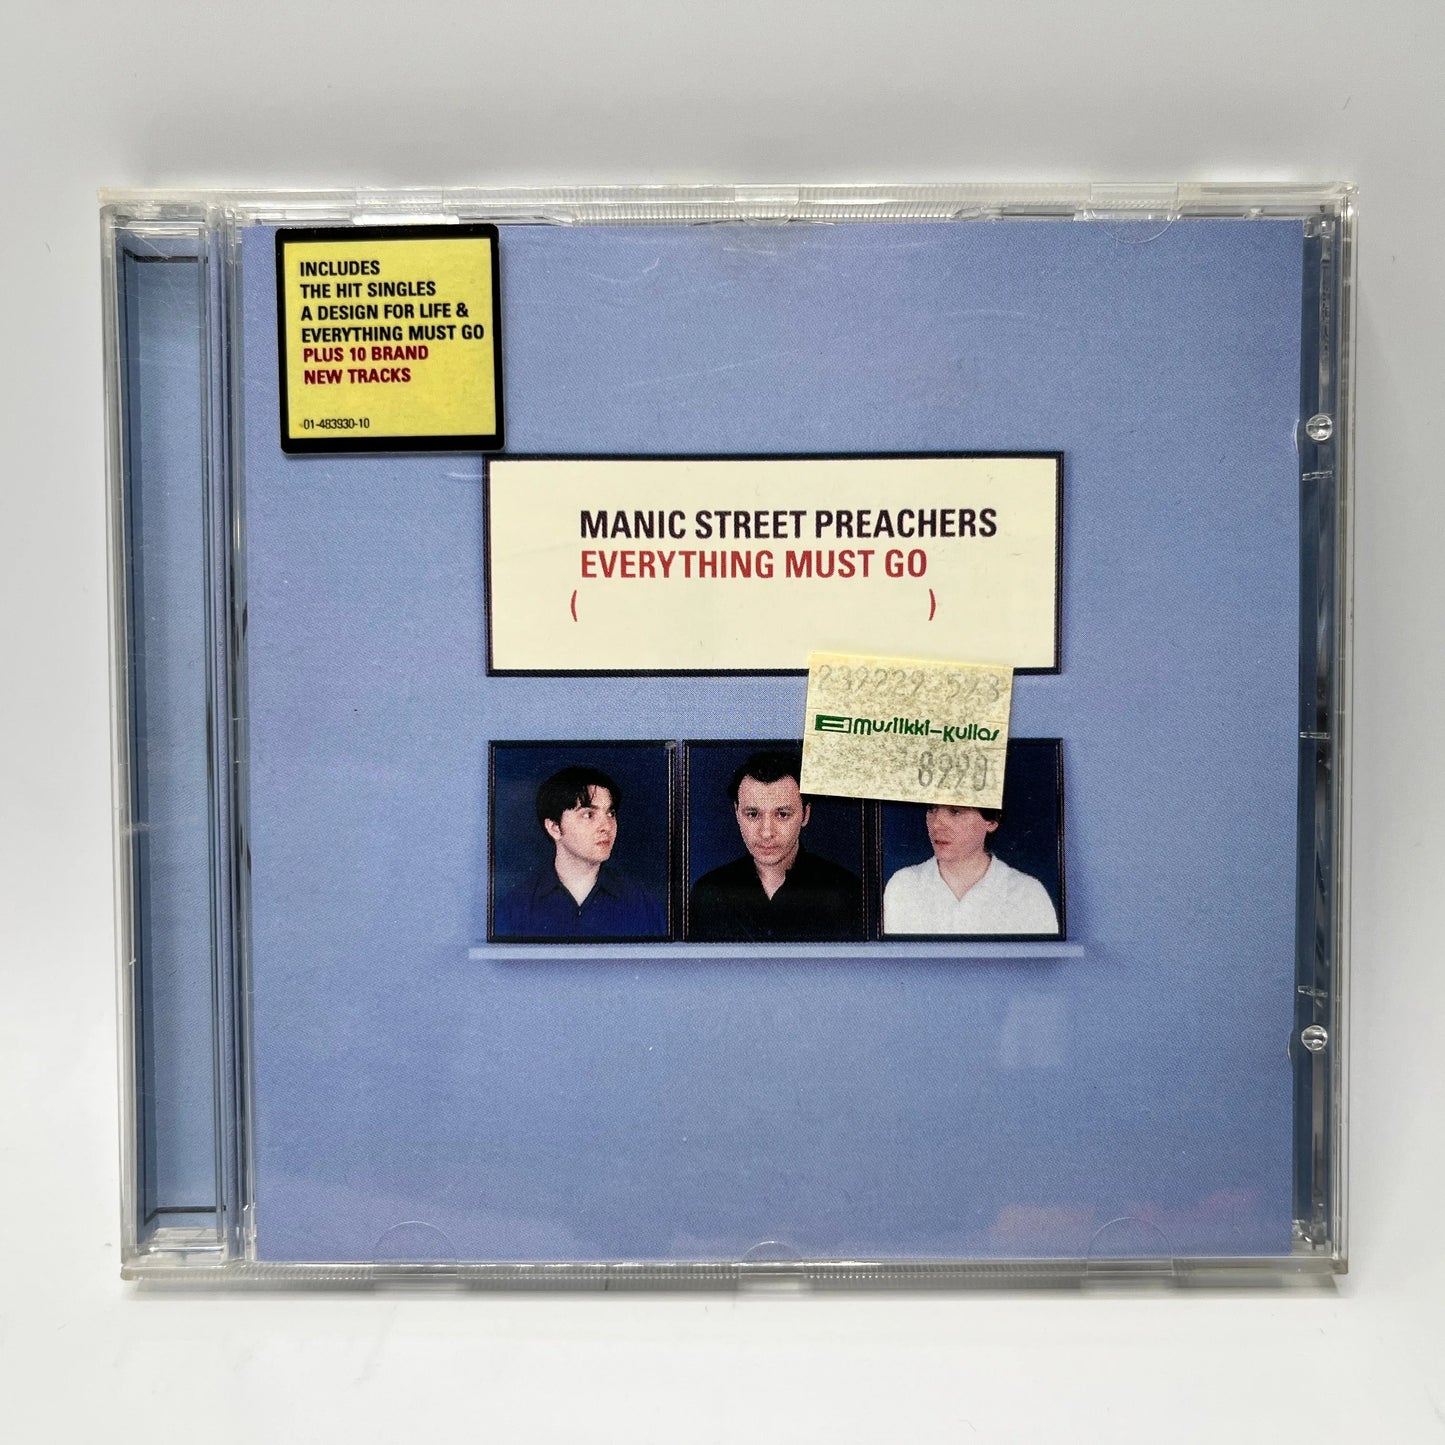 INCLUDES
THE HIT SINGLES
A DESIGN FOR LIFE &
EVERYTHING MUST GO
PLUS 10 BRAND
NEW TRACKS
01-483930-10
MANIC STREET PREACHERS
EVERYTHING MUST GO
( )
musiikki-Kullas